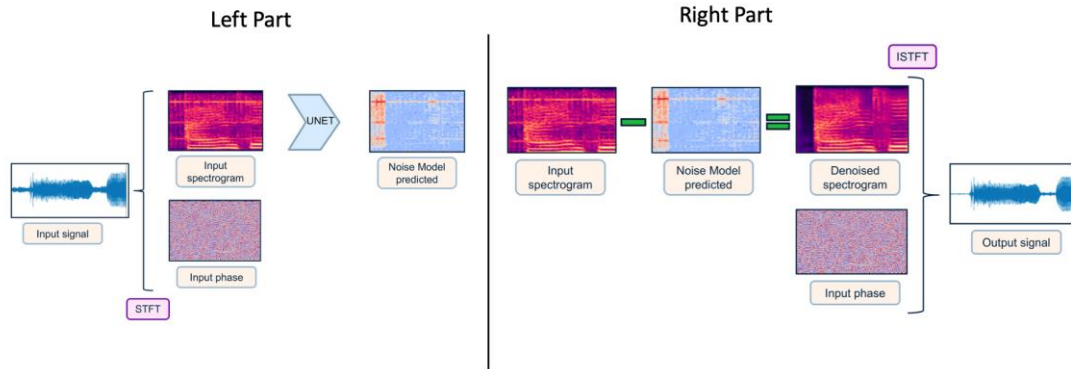 Left Part
Input signal
STFT
Input
spectrogram
Input phase
UNET
Noise Model
predicted
Right Part
Input
spectrogram
Noise Model
predicted
Denoised
spectrogram
Input phase
ISTFT
Output signal